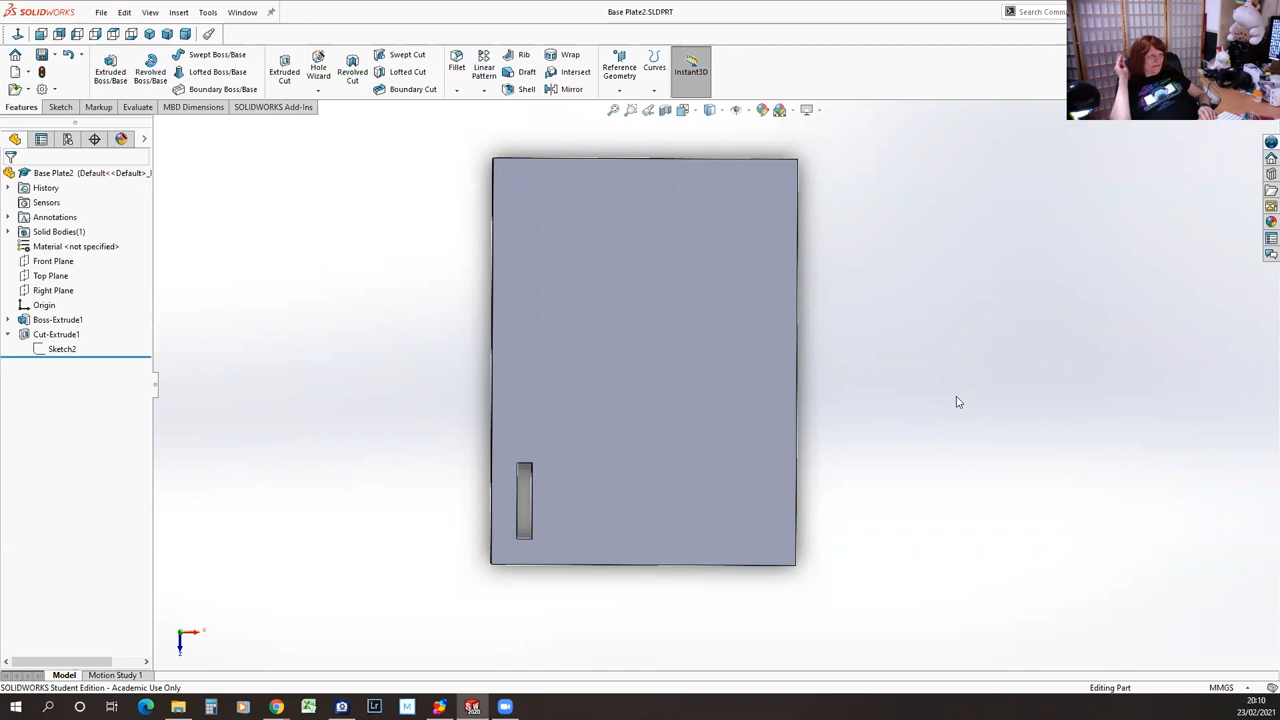 SOLIDWORKS File Edit View Insert Tools Window Base Plate2.SLDPRT Search Comm
Extruded Boss/Base
Revolved Boss/Base
Swept Boss/Base
Lofted Boss/Base
Boundary Boss/Base
Extruded Cut
Hole Wizard
Revolved Cut
Swept Cut
Lofted Cut
Boundary Cut
Fillet
Linear Pattern
Rib
Draft
Shell
Wrap
Intersect
Mirror
Reference Geometry
Curves
Instant3D
Features Sketch Markup Evaluate MBD Dimensions SOLIDWORKS Add-Ins
Base Plate2 (Default<<Default>_
History
Sensors
Annotations
Solid Bodies(1)
Material <not specified>
Front Plane
Top Plane
Right Plane
Origin
Boss-Extrude1
Cut-Extrude1
Sketch2
x
z
Model Motion Study 1
SOLIDWORKS Student Edition - Academic Use Only Editing Part MMGS
20:10
23/02/2021